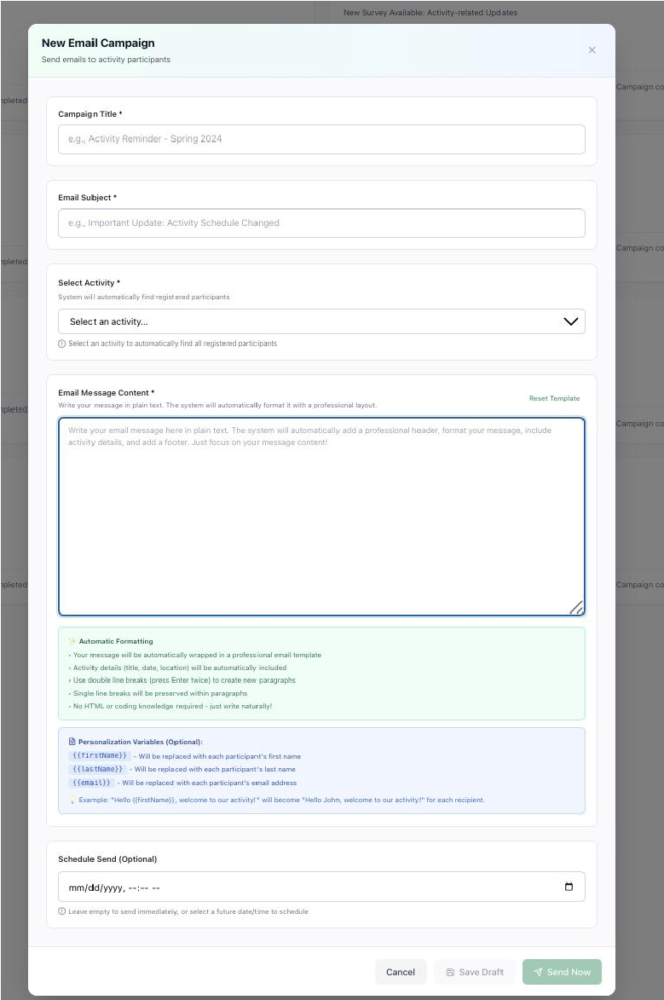 New Survey Available: Activity-related Updates
New Email Campaign
Send emails to activity participants
mpleted
Campaign co
Campaign Title *
e.g., Activity Reminder - Spring 2024
Email Subject *
e.g., Important Update: Activity Schedule Changed
mpleted
Campaign co
Select Activity *
System will automatically find registered participants
Select an activity...
Select an activity to automatically find all registered participants
Email Message Content *
Write your message in plain text. The system will automatically format it with a professional layout.
Reset Template
mpleted
Campaign co
Write your email message here in plain text. The system will automatically add a professional header, format your message, include
activity details, and add a footer. Just focus on your message content!
mpleted
Campaign co
✨ Automatic Formatting
• Your message will be automatically wrapped in a professional email template
• Activity details (title, date, location) will be automatically included
• Use double line breaks (press Enter twice) to create new paragraphs
• Single line breaks will be preserved within paragraphs
• No HTML or coding knowledge required - just write naturally!
Personalization Variables (Optional):
{{firstName}} - Will be replaced with each participant's first name
{{lastName}} - Will be replaced with each participant's last name
{{email}} - Will be replaced with each participant's email address
💡 Example: "Hello {{firstName}}, welcome to our activity!" will become "Hello John, welcome to our activity!" for each recipient.
Schedule Send (Optional)
mm/dd/yyyy, --:-- --
Leave empty to send immediately, or select a future date/time to schedule
Cancel
Save Draft
Send Now